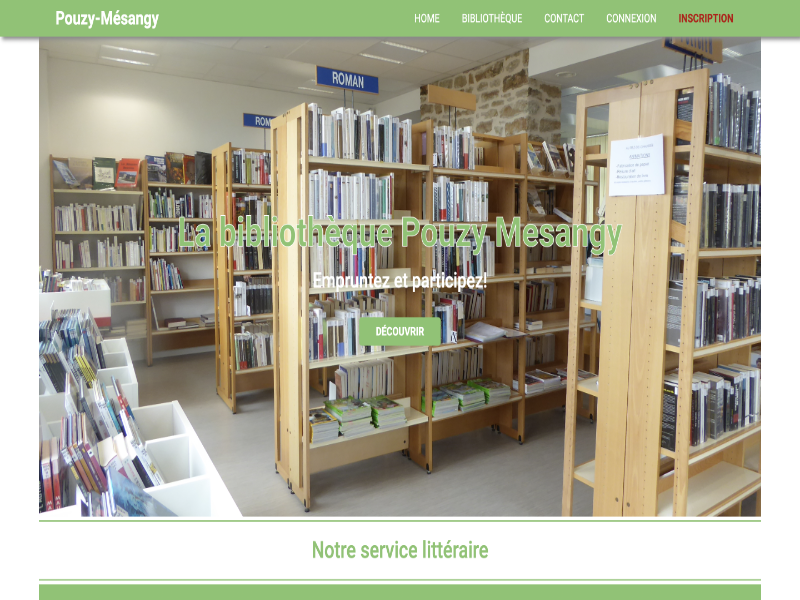 Pouzy-Mésangy
HOME BIBLIOTHÈQUE CONTACT CONNEXION INSCRIPTION
ROMAN
La bibliothèque Pouzy Mesangy
Empruntez et participez!
DÉCOUVRIR
Notre service littéraire